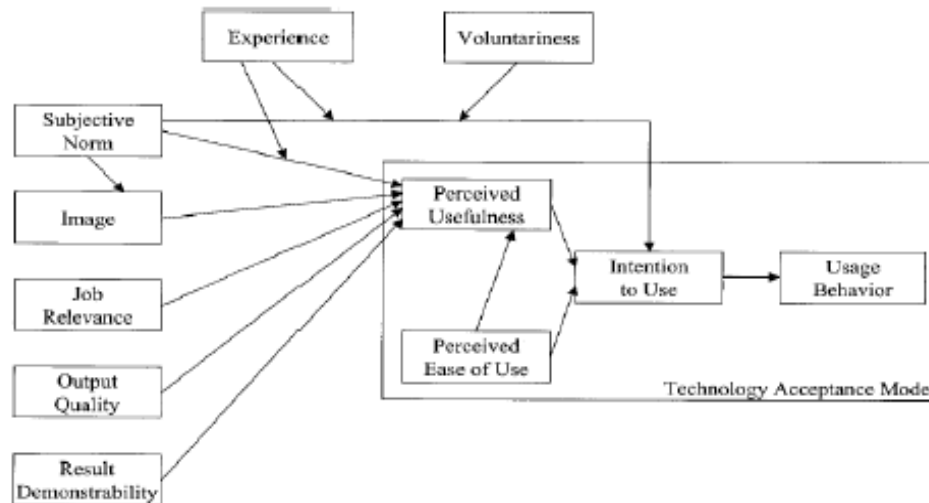 Experience
Voluntariness
Subjective
Norm
Image
Job
Relevance
Output
Quality
Result
Demonstrability
Perceived
Usefulness
Perceived
Ease of Use
Intention
to Use
Usage
Behavior
Technology Acceptance Mode